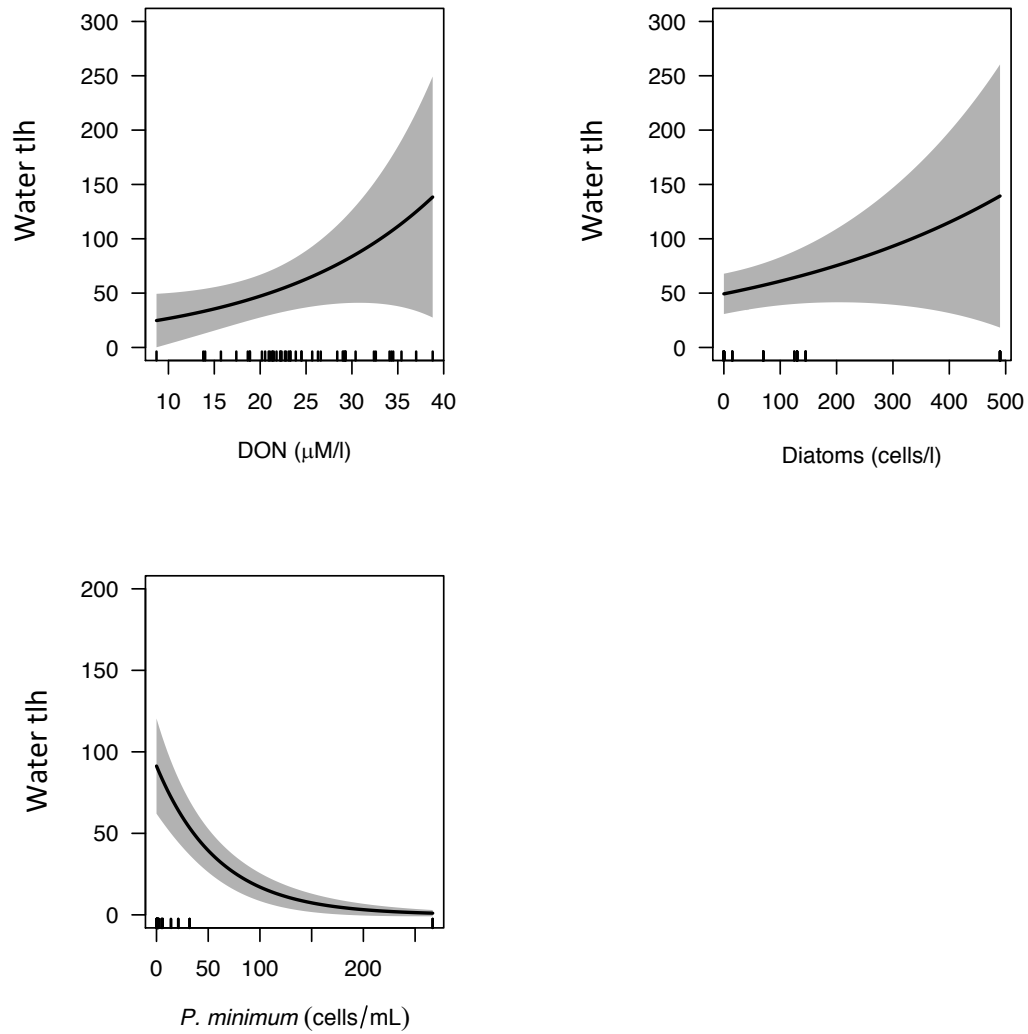 300
250
200
150
100
50
0
Water tlh
10 15 20 25 30 35 40
DON (μM/l)
300
250
200
150
100
50
0
Water tlh
0 100 200 300 400 500
Diatoms (cells/l)
200
150
100
50
0
Water tlh
0 50 100 200
P. minimum (cells/mL)